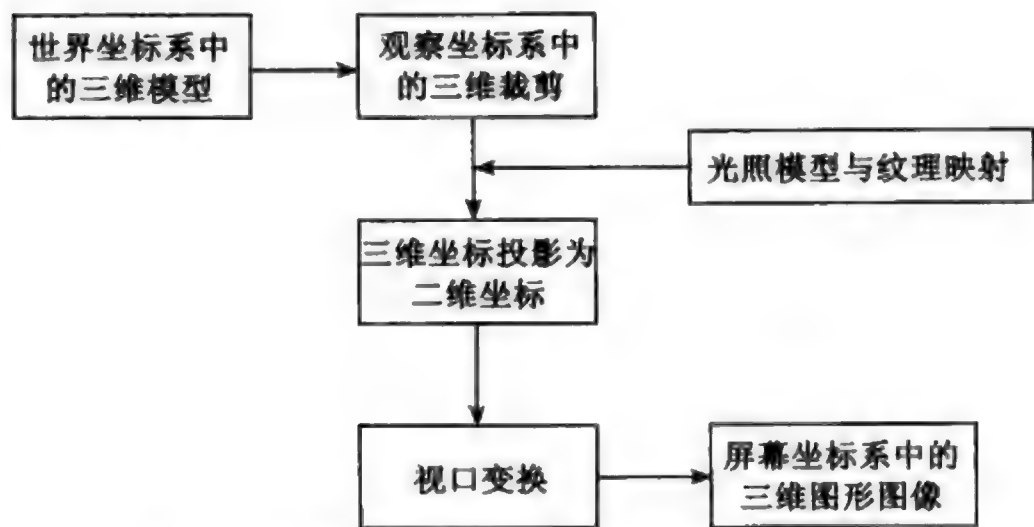 世界坐标系中
的三维模型
观察坐标系中
的三维裁剪
光照模型与纹理映射
三维坐标投影为
二维坐标
视口变换
屏幕坐标系中的
三维图形图像